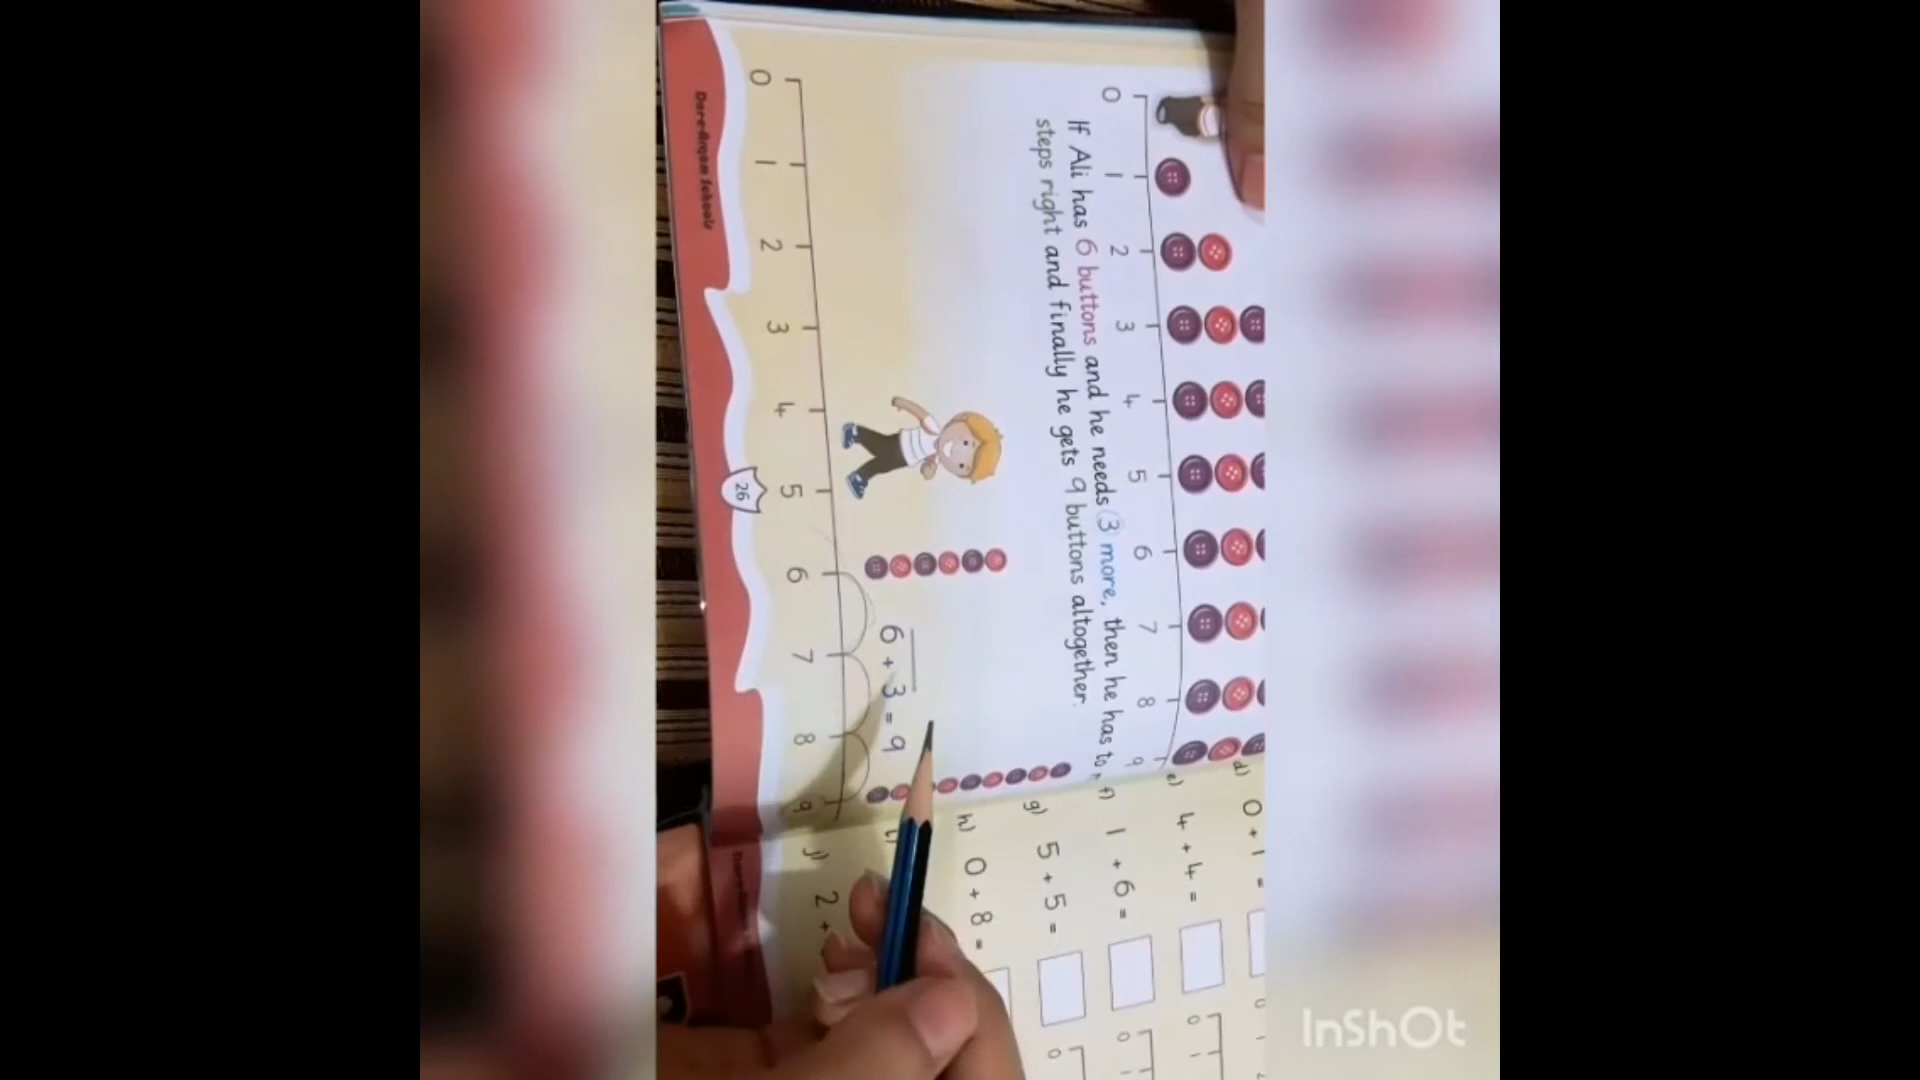 0 1 2 3 4 5 6 7 8 9
If Ali has 6 buttons and he needs 3 more, then he has to
steps right and finally he gets 9 buttons altogether.
6 + 3 = 9
0 1 2 3 4 5 6 7 8 9
26
Dare-Arqam Schools
d) 0 + 1 =
e) 4 + 4 =
f) 1 + 6 =
g) 5 + 5 =
h) 0 + 8 =
j) 2 +
InShOt